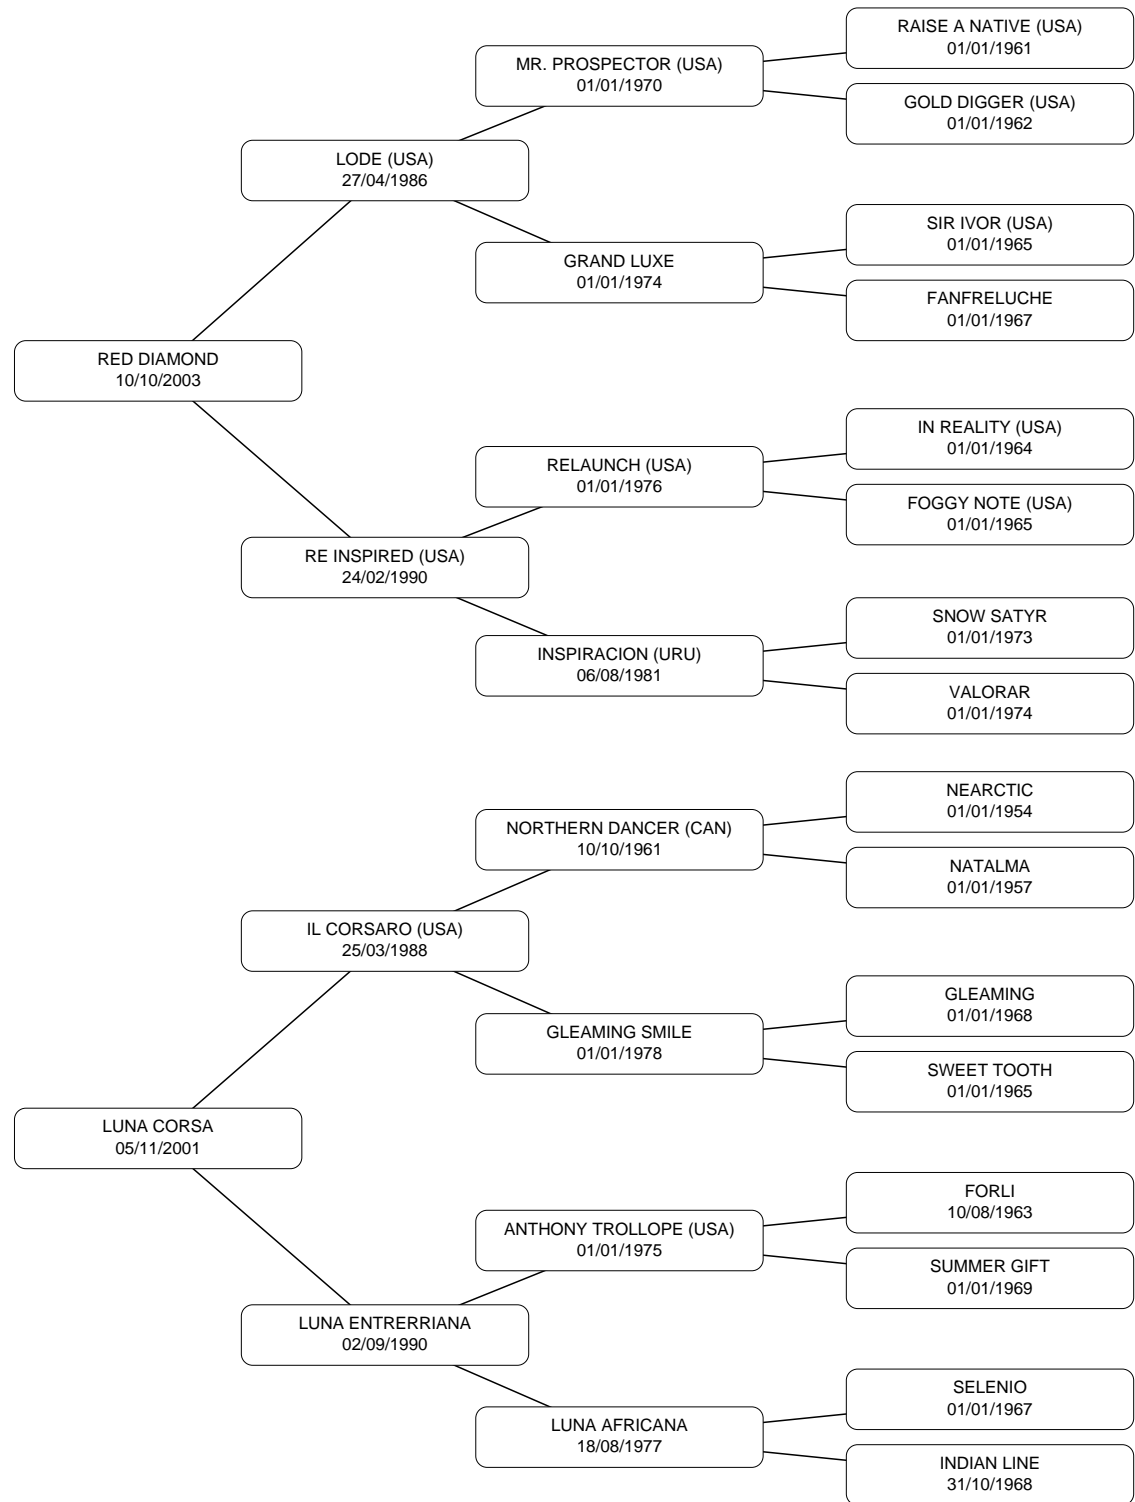 RAISE A NATIVE (USA)
01/01/1961
MR. PROSPECTOR (USA)
01/01/1970
GOLD DIGGER (USA)
01/01/1962
LODE (USA)
27/04/1986
SIR IVOR (USA)
01/01/1965
GRAND LUXE
01/01/1974
FANFRELUCHE
01/01/1967
RED DIAMOND
10/10/2003
IN REALITY (USA)
01/01/1964
RELAUNCH (USA)
01/01/1976
FOGGY NOTE (USA)
01/01/1965
RE INSPIRED (USA)
24/02/1990
SNOW SATYR
01/01/1973
INSPIRACION (URU)
06/08/1981
VALORAR
01/01/1974
NEARCTIC
01/01/1954
NORTHERN DANCER (CAN)
10/10/1961
NATALMA
01/01/1957
IL CORSARO (USA)
25/03/1988
GLEAMING
01/01/1968
GLEAMING SMILE
01/01/1978
SWEET TOOTH
01/01/1965
LUNA CORSA
05/11/2001
FORLI
10/08/1963
ANTHONY TROLLOPE (USA)
01/01/1975
SUMMER GIFT
01/01/1969
LUNA ENTRERRIANA
02/09/1990
SELENIO
01/01/1967
LUNA AFRICANA
18/08/1977
INDIAN LINE
31/10/1968